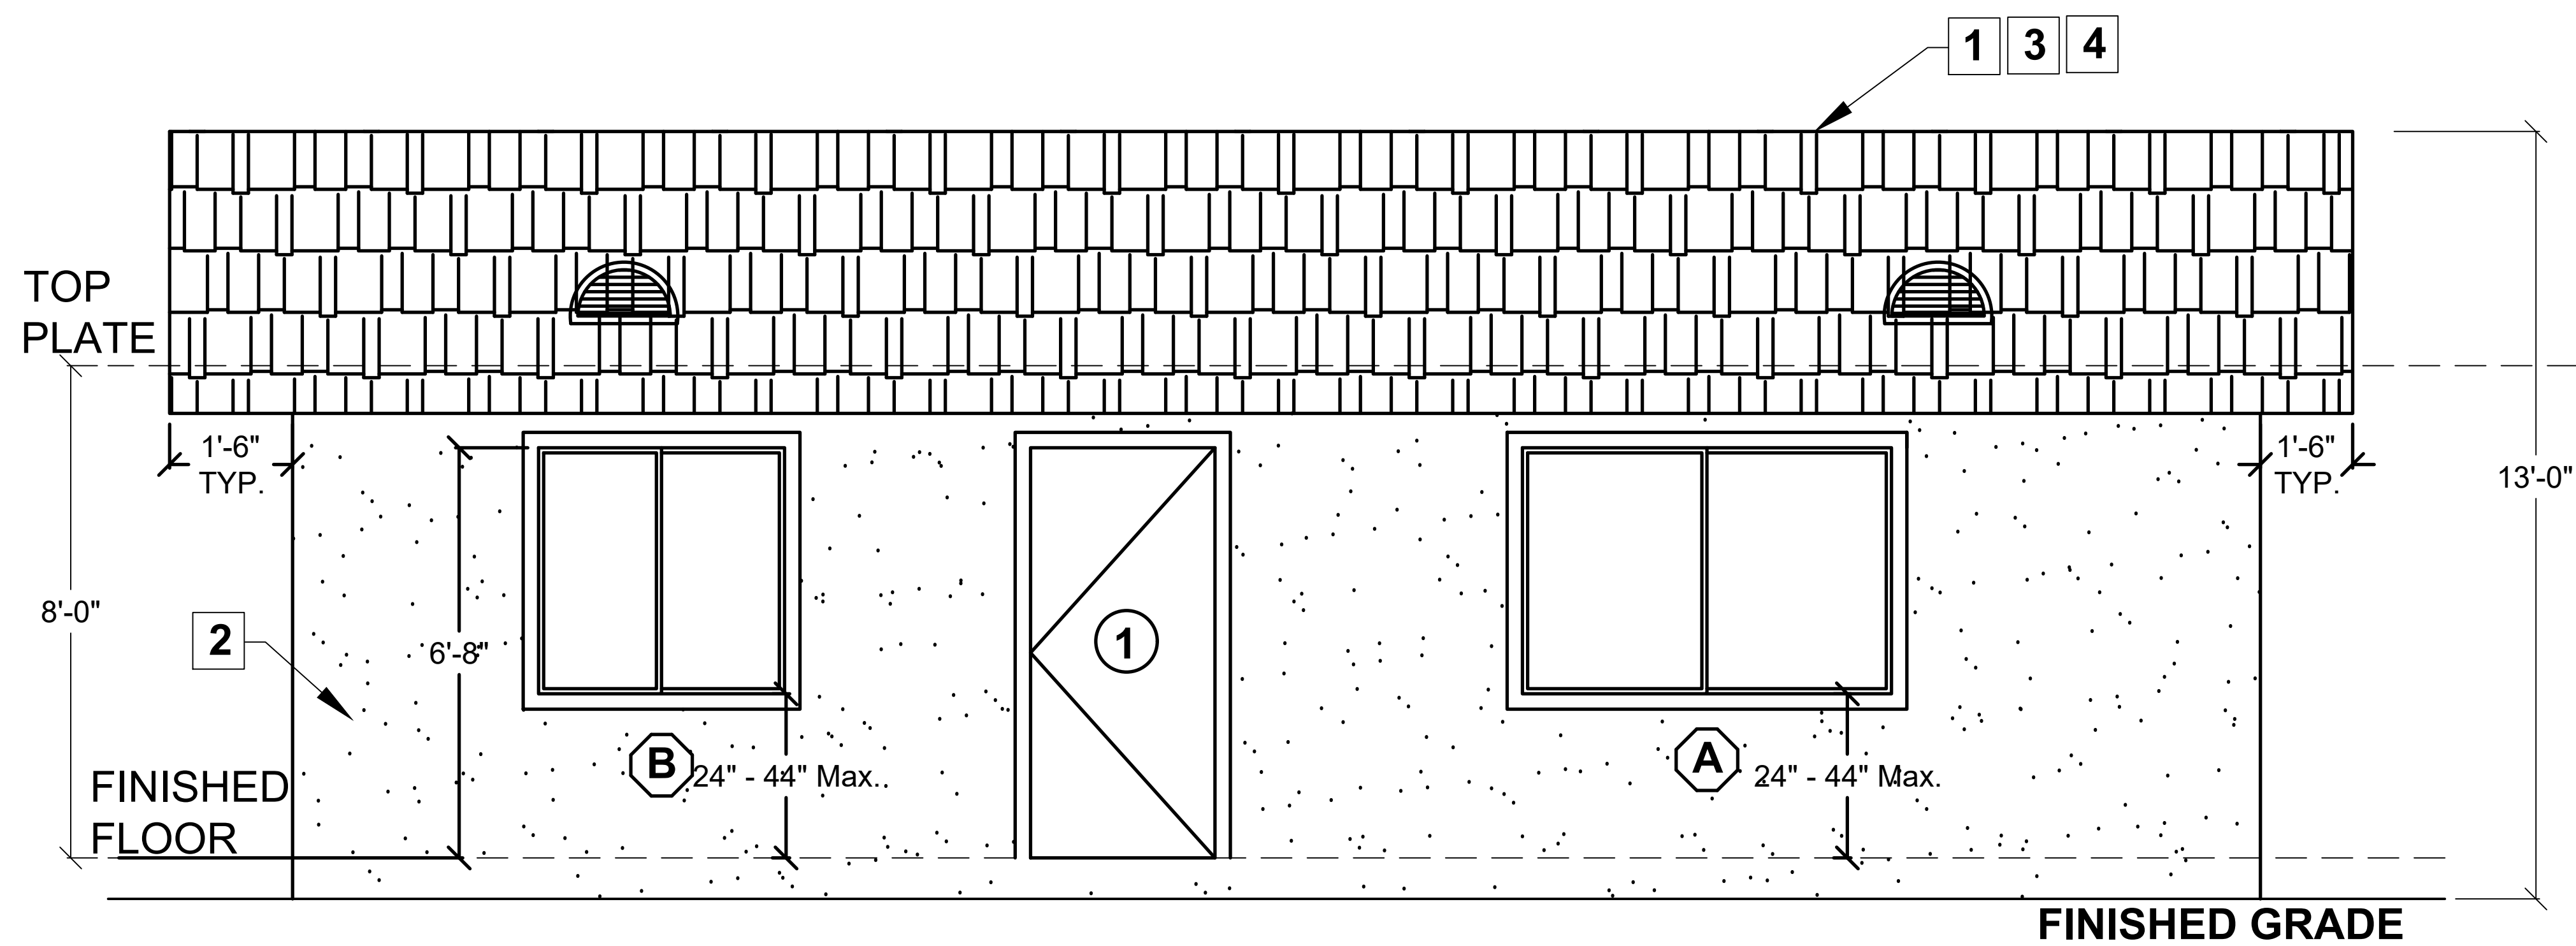 1 3 4
TOP
PLATE
1'-6"
TYP.
1'-6"
TYP.
13'-0"
8'-0"
2
6'-8"
1
B
24" - 44" Max.
A
24" - 44" Max.
FINISHED
FLOOR
FINISHED GRADE